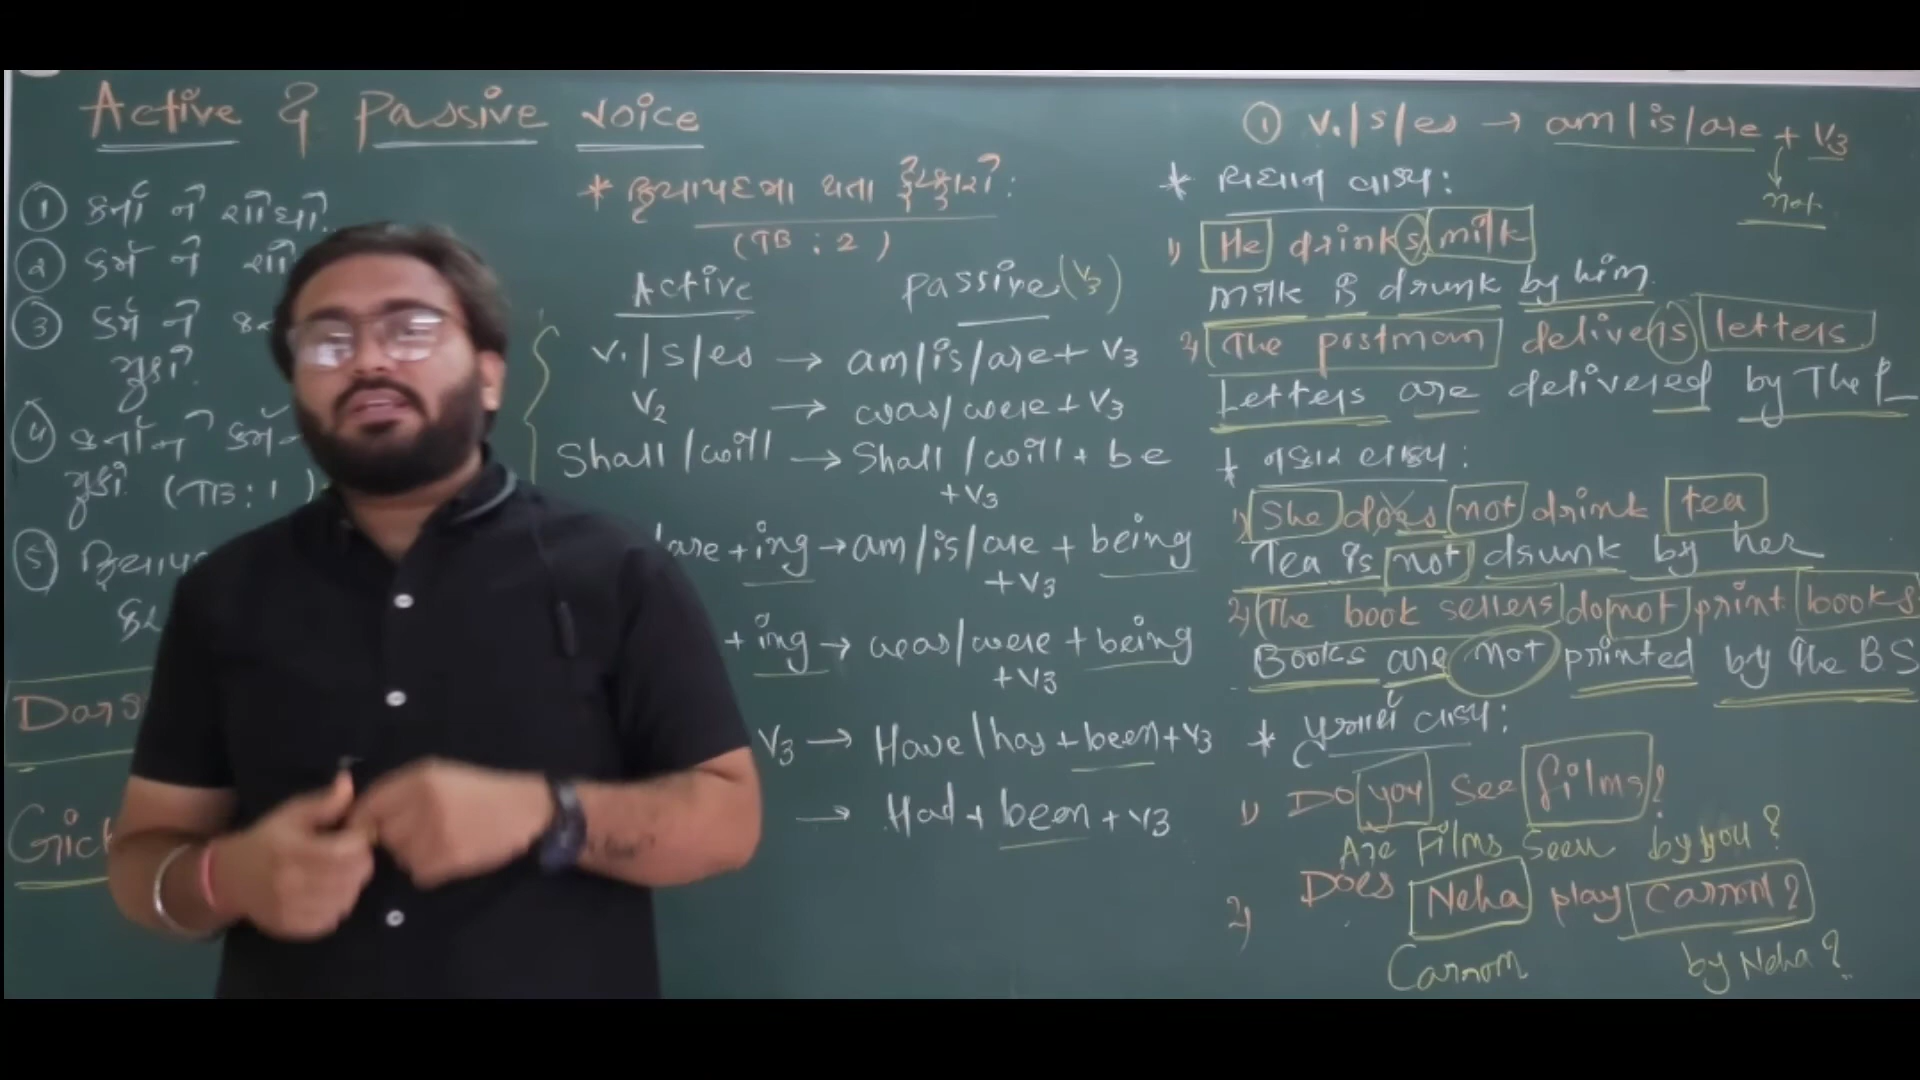 Active & Passive voice
① કર્તા ને શોધો.
② કર્મ ને
③ કર્મ ને
મૂકો.
④ કર્તાને કર્મ
મૂકો (TB: 1)
⑤
* ક્રિયાપદમા થતા ફેરફારો:
(TB: 2)
Active Passive (V3)
V1/s/es → am/is/are + V3
V2 → was/were + V3
Shall/will → Shall/will + be
+ V3
/are + ing → am/is/are + being
+ V3
+ ing → was/were + being
+ V3
V3 → Have/has + been + V3
→ Had + been + V3
① V1/s/es → am/is/are + V3
not
* વાક્ય:
1) He drinks milk
Milk is drunk by him.
2) The postman delivers letters.
Letters are delivered by The P_
* નકાર વાક્ય:
1) She does not drink tea
Tea is not drunk by her
2) The book sellers do not print books
Books are not printed by the BS
* પ્રશ્નાર્થ વાક્ય:
1) Do you see films?
Are Films seen by you?
2) Does Neha play Carrom?
Carrom by Neha?